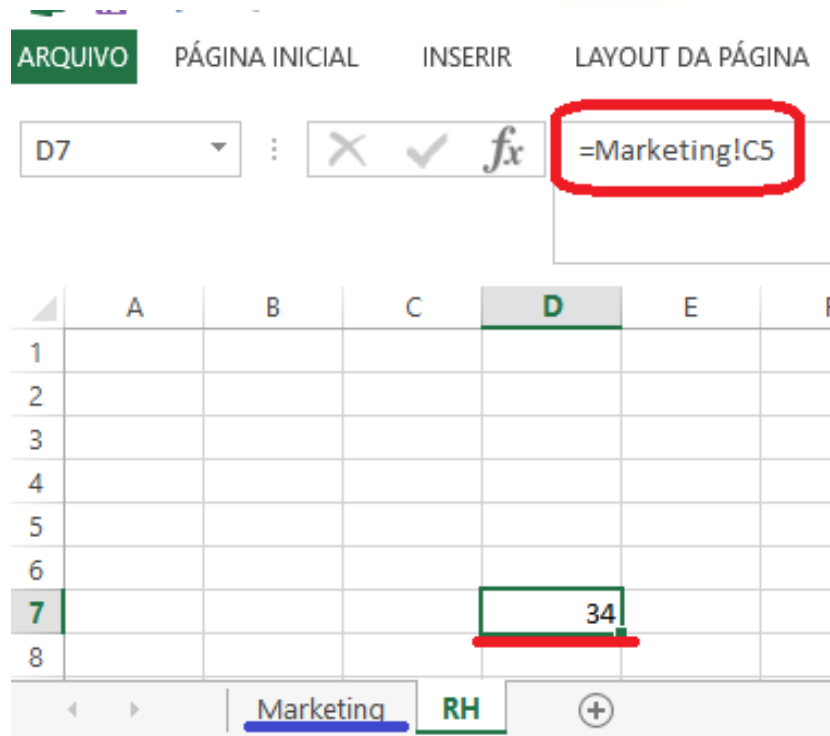 ARQUIVO PÁGINA INICIAL INSERIR LAYOUT DA PÁGINA
D7 fx =Marketing!C5
A B C D E
1
2
3
4
5
6
7 34
8
Marketing RH